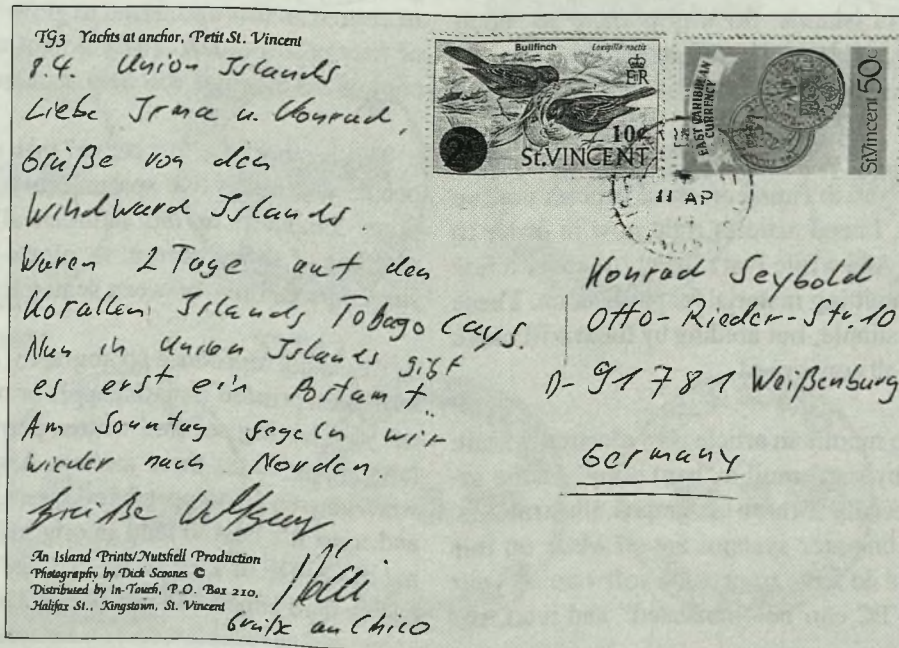 TG3 Yachts at anchor, Petit St. Vincent
8.4. Union Islands
Liebe Irma u. Konrad,
Grüße von den
Windward Islands.
Waren 2 Tage auf den
Korallen Islands Tobago Cays.
Nun in Union Islands gibt
es erst ein Postamt.
Am Sonntag segeln wir
wieder nach Norden
Grüße Wolfgang
Grüße an Chico
An Island Prints/Nutshell Production
Photography by Dick Scoones ©
Distributed by In-Touch, P.O. Box 210,
Halifax St., Kingstown, St. Vincent
Bullfinch
Loxigilla noctis
ER
10¢
St.VINCENT
EAST CARIBBEAN
CURRENCY
St.Vincent 50c
11 AP
Konrad Seybold
Otto-Rieder-Str. 10
D-91781 Weißenburg
Germany